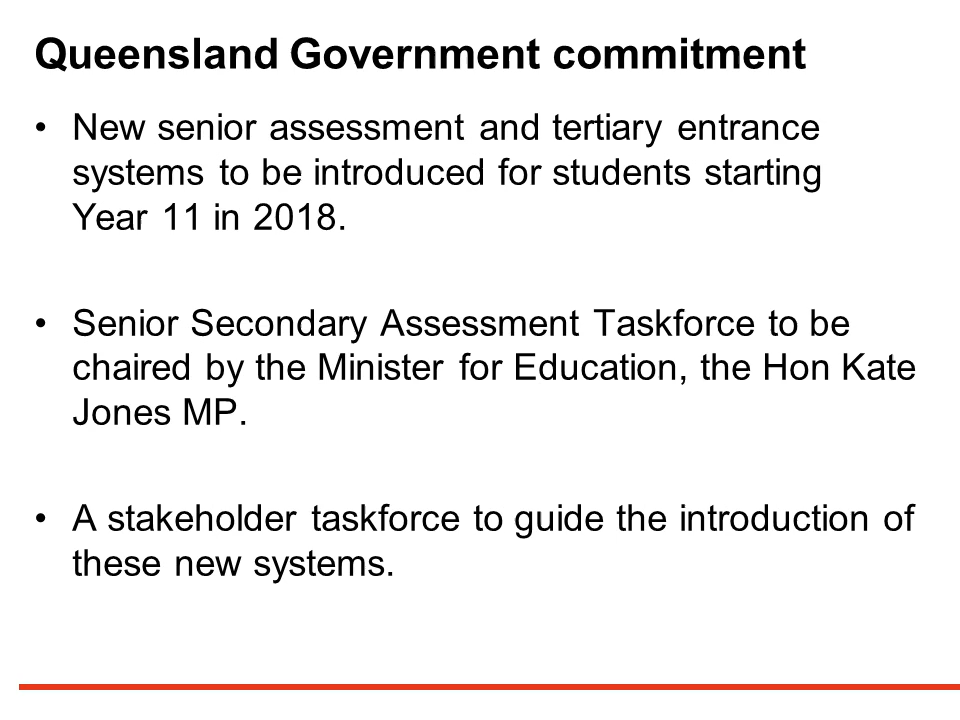 Queensland Government commitment
• New senior assessment and tertiary entrance
systems to be introduced for students starting
Year 11 in 2018.
• Senior Secondary Assessment Taskforce to be
chaired by the Minister for Education, the Hon Kate
Jones MP.
• A stakeholder taskforce to guide the introduction of
these new systems.